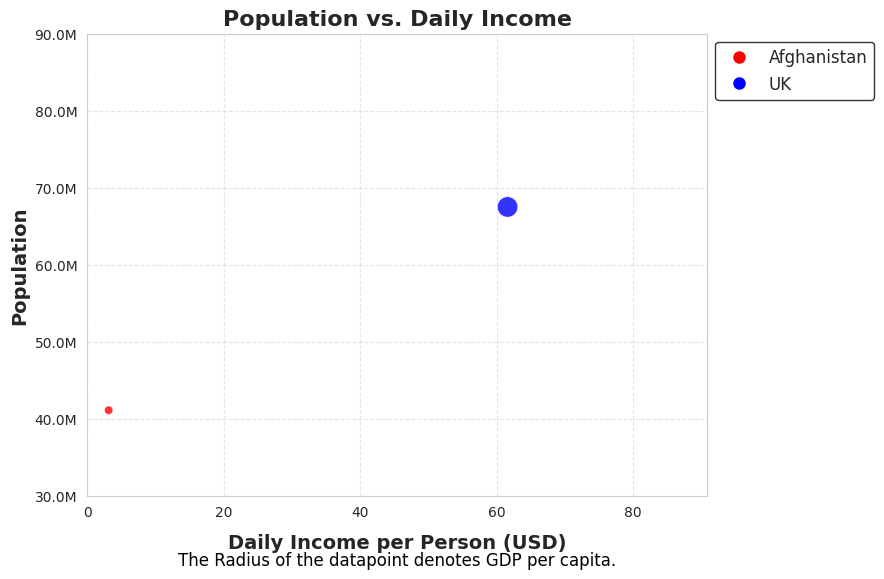 Population vs. Daily Income
90.0M
80.0M
70.0M
60.0M
50.0M
40.0M
30.0M
Population
0 20 40 60 80
Daily Income per Person (USD)
The Radius of the datapoint denotes GDP per capita.
Afghanistan
UK